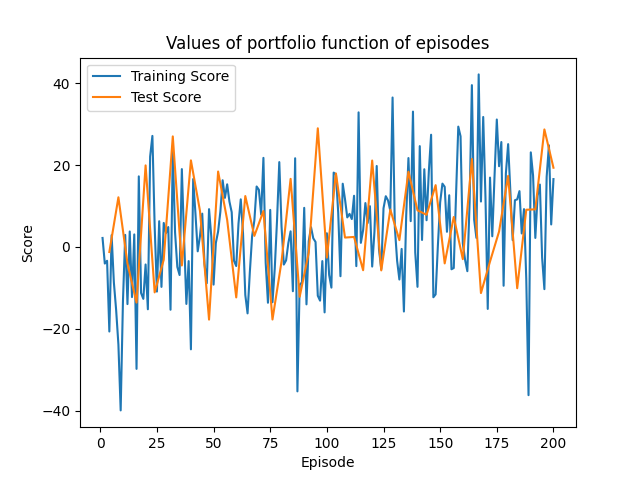 Values of portfolio function of episodes
Training Score
Test Score
40
20
0
−20
−40
Score
0 25 50 75 100 125 150 175 200
Episode